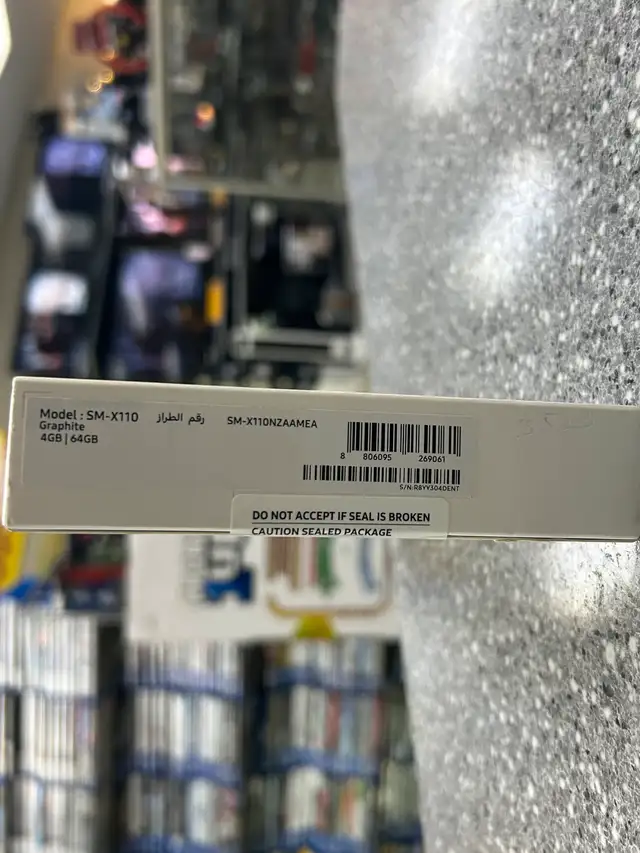 Model : SM-X110 رقم الطراز SM-X110NZAAMEA
Graphite
4GB | 64GB
8 806095 269061
S/N:R8YY304DENT
DO NOT ACCEPT IF SEAL IS BROKEN
CAUTION SEALED PACKAGE